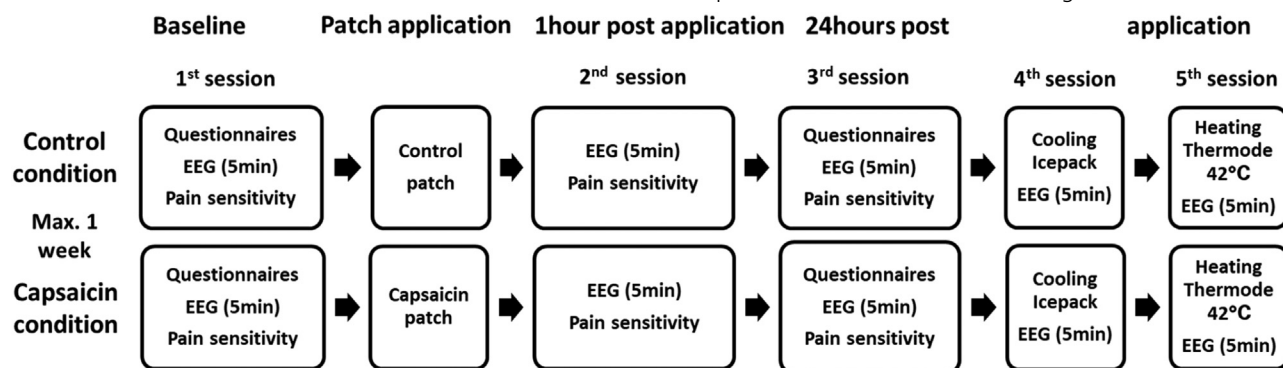 Baseline Patch application 1hour post application 24hours post application
1st session 2nd session 3rd session 4th session 5th session
Control condition
Questionnaires
EEG (5min)
Pain sensitivity
Control
patch
EEG (5min)
Pain sensitivity
Questionnaires
EEG (5min)
Pain sensitivity
Cooling
Icepack
EEG (5min)
Heating
Thermode
42°C
EEG (5min)
Max. 1
week
Capsaicin
condition
Questionnaires
EEG (5min)
Pain sensitivity
Capsaicin
patch
EEG (5min)
Pain sensitivity
Questionnaires
EEG (5min)
Pain sensitivity
Cooling
Icepack
EEG (5min)
Heating
Thermode
42°C
EEG (5min)